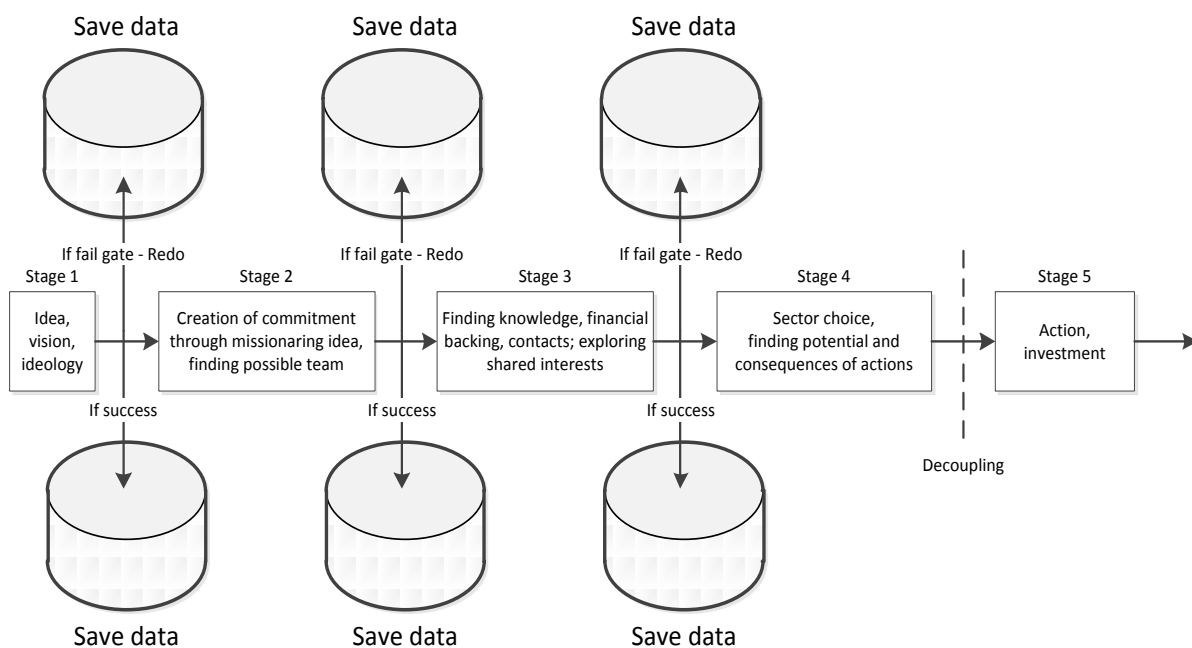 Save data
Save data
Save data
If fail gate - Redo
If fail gate - Redo
If fail gate - Redo
Stage 1
Stage 2
Stage 3
Stage 4
Stage 5
Idea,
vision,
ideology
Creation of commitment
through missionaring idea,
finding possible team
Finding knowledge, financial
backing, contacts; exploring
shared interests
Sector choice,
finding potential and
consequences of actions
Action,
investment
If success
If success
If success
Decoupling
Save data
Save data
Save data